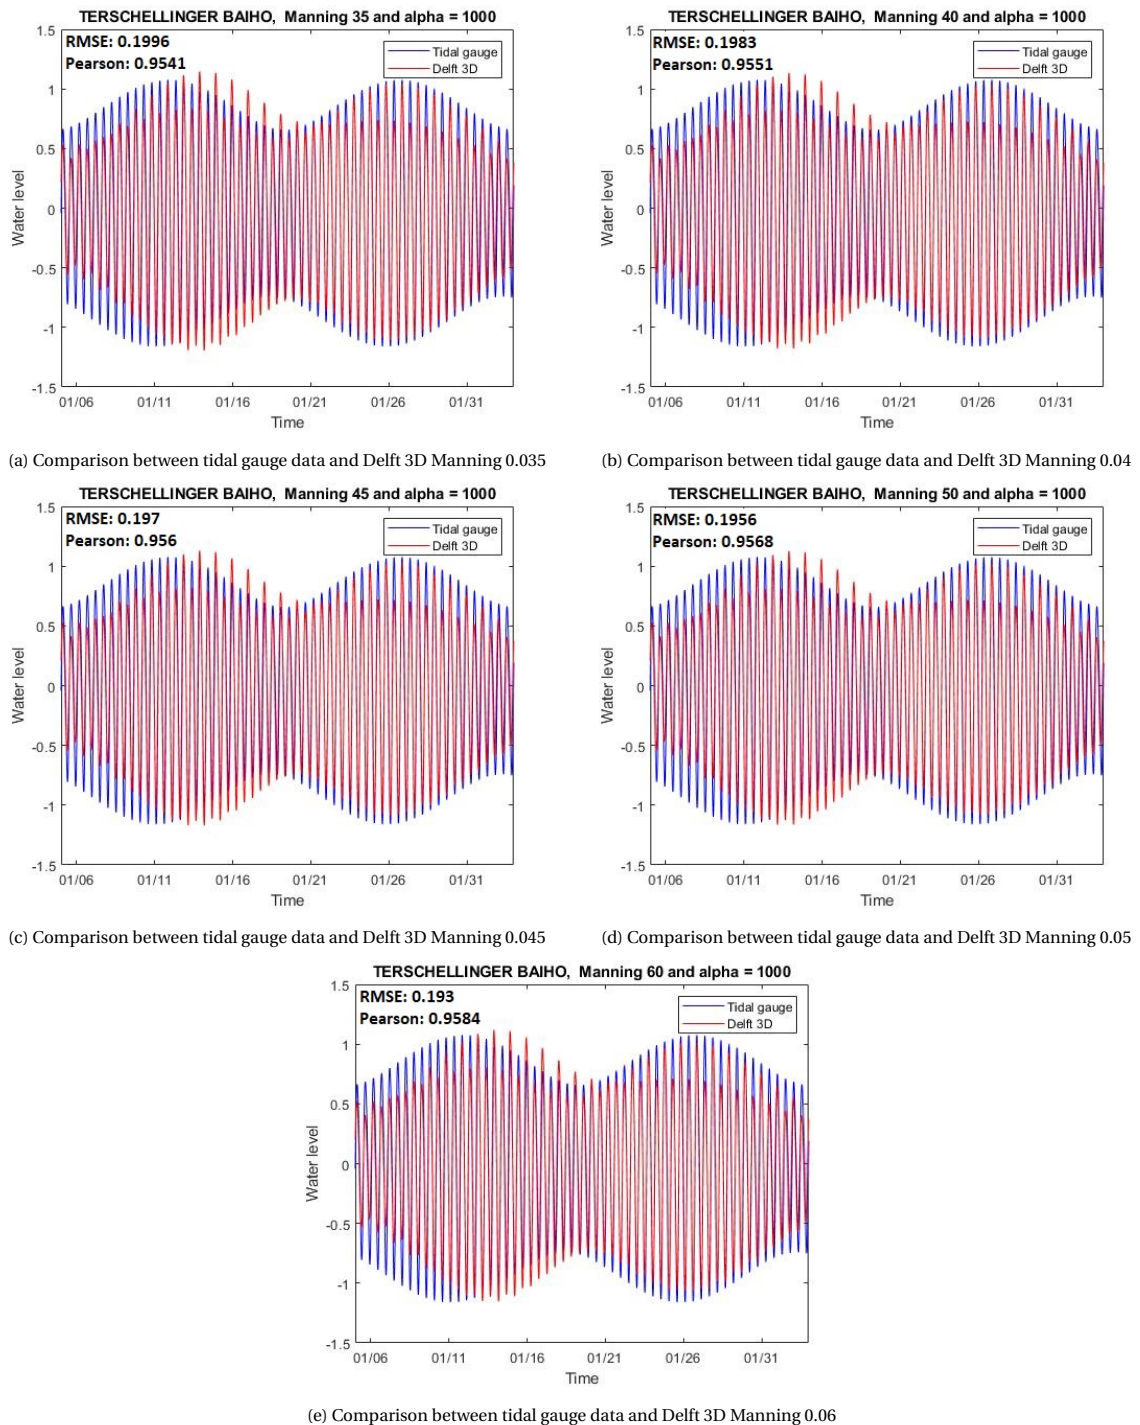 TERSCHELLINGER BAIHO, Manning 35 and alpha = 1000
RMSE: 0.1996
Pearson: 0.9541
Tidal gauge
Delft 3D
1.5
1
0.5
0
-0.5
-1
-1.5
Water level
01/06 01/11 01/16 01/21 01/26 01/31
Time
(a) Comparison between tidal gauge data and Delft 3D Manning 0.035
TERSCHELLINGER BAIHO, Manning 40 and alpha = 1000
RMSE: 0.1983
Pearson: 0.9551
Tidal gauge
Delft 3D
1.5
1
0.5
0
-0.5
-1
-1.5
Water level
01/06 01/11 01/16 01/21 01/26 01/31
Time
(b) Comparison between tidal gauge data and Delft 3D Manning 0.04
TERSCHELLINGER BAIHO, Manning 45 and alpha = 1000
RMSE: 0.197
Pearson: 0.956
Tidal gauge
Delft 3D
1.5
1
0.5
0
-0.5
-1
-1.5
Water level
01/06 01/11 01/16 01/21 01/26 01/31
Time
(c) Comparison between tidal gauge data and Delft 3D Manning 0.045
TERSCHELLINGER BAIHO, Manning 50 and alpha = 1000
RMSE: 0.1956
Pearson: 0.9568
Tidal gauge
Delft 3D
1.5
1
0.5
0
-0.5
-1
-1.5
Water level
01/06 01/11 01/16 01/21 01/26 01/31
Time
(d) Comparison between tidal gauge data and Delft 3D Manning 0.05
TERSCHELLINGER BAIHO, Manning 60 and alpha = 1000
RMSE: 0.193
Pearson: 0.9584
Tidal gauge
Delft 3D
1.5
1
0.5
0
-0.5
-1
-1.5
Water level
01/06 01/11 01/16 01/21 01/26 01/31
Time
(e) Comparison between tidal gauge data and Delft 3D Manning 0.06